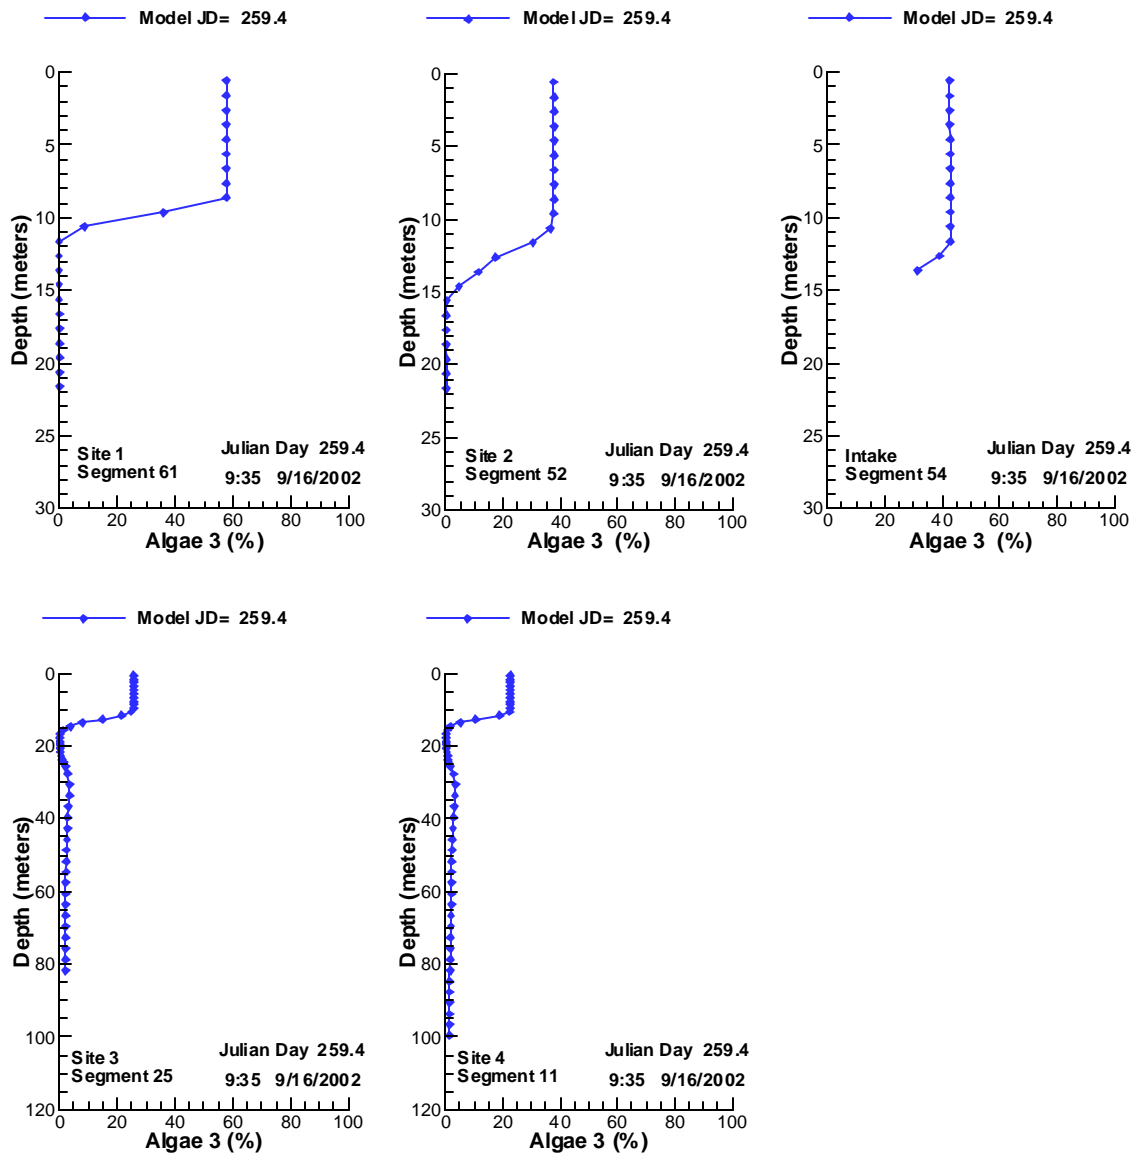 Model JD= 259.4
Model JD= 259.4
Model JD= 259.4
0
5
10
15
20
25
30
Depth (meters)
Site 1
Segment 61
Julian Day 259.4
9:35 9/16/2002
0 20 40 60 80 100
Algae 3 (%)
0
5
10
15
20
25
30
Depth (meters)
Site 2
Segment 52
Julian Day 259.4
9:35 9/16/2002
0 20 40 60 80 100
Algae 3 (%)
0
5
10
15
20
25
30
Depth (meters)
Intake
Segment 54
Julian Day 259.4
9:35 9/16/2002
0 20 40 60 80 100
Algae 3 (%)
Model JD= 259.4
Model JD= 259.4
0
20
40
60
80
100
120
Depth (meters)
Site 3
Segment 25
Julian Day 259.4
9:35 9/16/2002
0 20 40 60 80 100
Algae 3 (%)
0
20
40
60
80
100
120
Depth (meters)
Site 4
Segment 11
Julian Day 259.4
9:35 9/16/2002
0 20 40 60 80 100
Algae 3 (%)